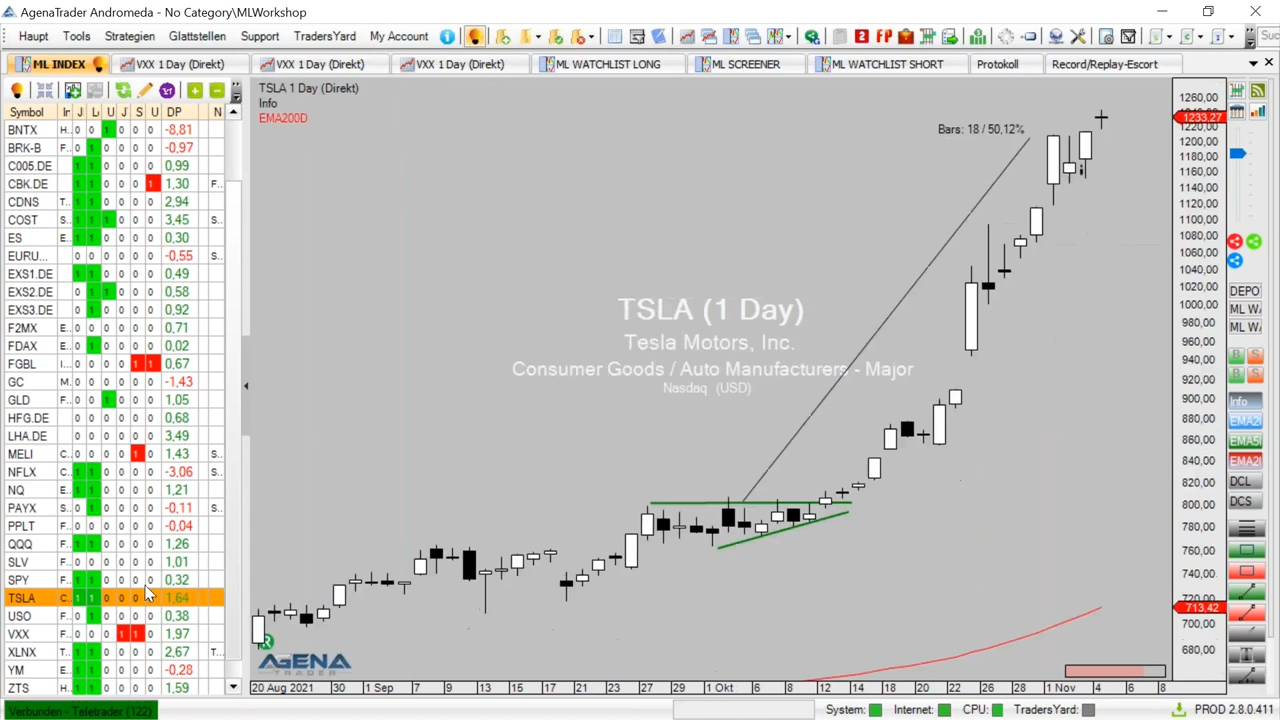 AgenaTrader Andromeda - No Category\MLWorkshop
Haupt Tools Strategien Glattstellen Support TradersYard My Account
ML INDEX VXX 1 Day (Direkt) VXX 1 Day (Direkt) VXX 1 Day (Direkt) ML WATCHLIST LONG ML SCREENER ML WATCHLIST SHORT Protokoll Record/Replay-Escort
Symbol Ir J Lc U J S U DP N
BNTX H.. 0 0 1 0 0 0 -8,81
BRK-B F.. 0 1 0 0 0 0 -0,97
C005.DE 1 1 0 0 0 0 0,99
CBK.DE 1 1 0 0 0 1 1,30 F..
CDNS T.. 1 1 0 0 0 0 2,94
COST S.. 1 1 1 0 0 0 3,45 S..
ES E.. 1 1 0 0 0 0 0,30
EURU... 0 0 0 0 0 0 -0,55 S..
EXS1.DE 1 1 0 0 0 0 0,49
EXS2.DE 0 1 1 0 0 0 0,58
EXS3.DE 0 1 0 0 0 0 0,92
F2MX E.. 0 0 0 0 0 0 0,71
FDAX E.. 0 1 0 0 0 0 0,02
FGBL I... 0 0 0 0 1 1 0,67
GC M.. 0 0 0 0 0 0 -1,43
GLD F.. 0 0 1 0 0 0 1,05
HFG.DE 0 0 0 0 0 0 0,68
LHA.DE 0 0 0 0 0 0 3,49
MELI C.. 0 0 0 0 1 0 1,43 S..
NFLX C.. 1 1 0 0 0 0 -3,06 S..
NQ E.. 1 1 0 0 0 0 1,21
PAYX S.. 0 1 0 0 0 0 -0,11 S..
PPLT F.. 0 0 0 0 0 0 -0,04
QQQ F.. 1 1 0 0 0 0 1,26
SLV F.. 0 0 0 0 0 0 1,01
SPY F.. 1 1 0 0 0 0 0,32
TSLA C.. 1 1 0 0 0 1,64
USO F.. 0 1 0 0 0 0 0,38
VXX F.. 0 0 0 1 1 0 1,97
XLNX T.. 1 1 0 0 0 0 2,67 T..
YM E.. 1 1 0 0 0 0 -0,28
ZTS H.. 1 1 0 0 0 0 1,59
TSLA 1 Day (Direkt)
Info
EMA200D
Bars: 18 / 50,12%
TSLA (1 Day)
Tesla Motors, Inc.
Consumer Goods / Auto Manufacturers - Major
Nasdaq (USD)
AGENA
TRADER
1260,00
1233,27
1220,00
1200,00
1180,00
1160,00
1140,00
1120,00
1100,00
1080,00
1060,00
1040,00
1020,00
1000,00
980,00
960,00
940,00
920,00
900,00
880,00
860,00
840,00
820,00
800,00
780,00
760,00
740,00
720,00
713,42
700,00
680,00
20 Aug 2021 30 1 Sep 7 9 13 15 17 21 23 27 29 1 Okt 6 8 12 14 18 20 22 26 28 1 Nov 4 6 8
DEPO
ML W
ML W
B S
B S
Info
EMA2
EMA5
EMA2
DCL
DCS
Verbunden - Teletrader (122) System: Internet: CPU: TradersYard: PROD 2.8.0.411